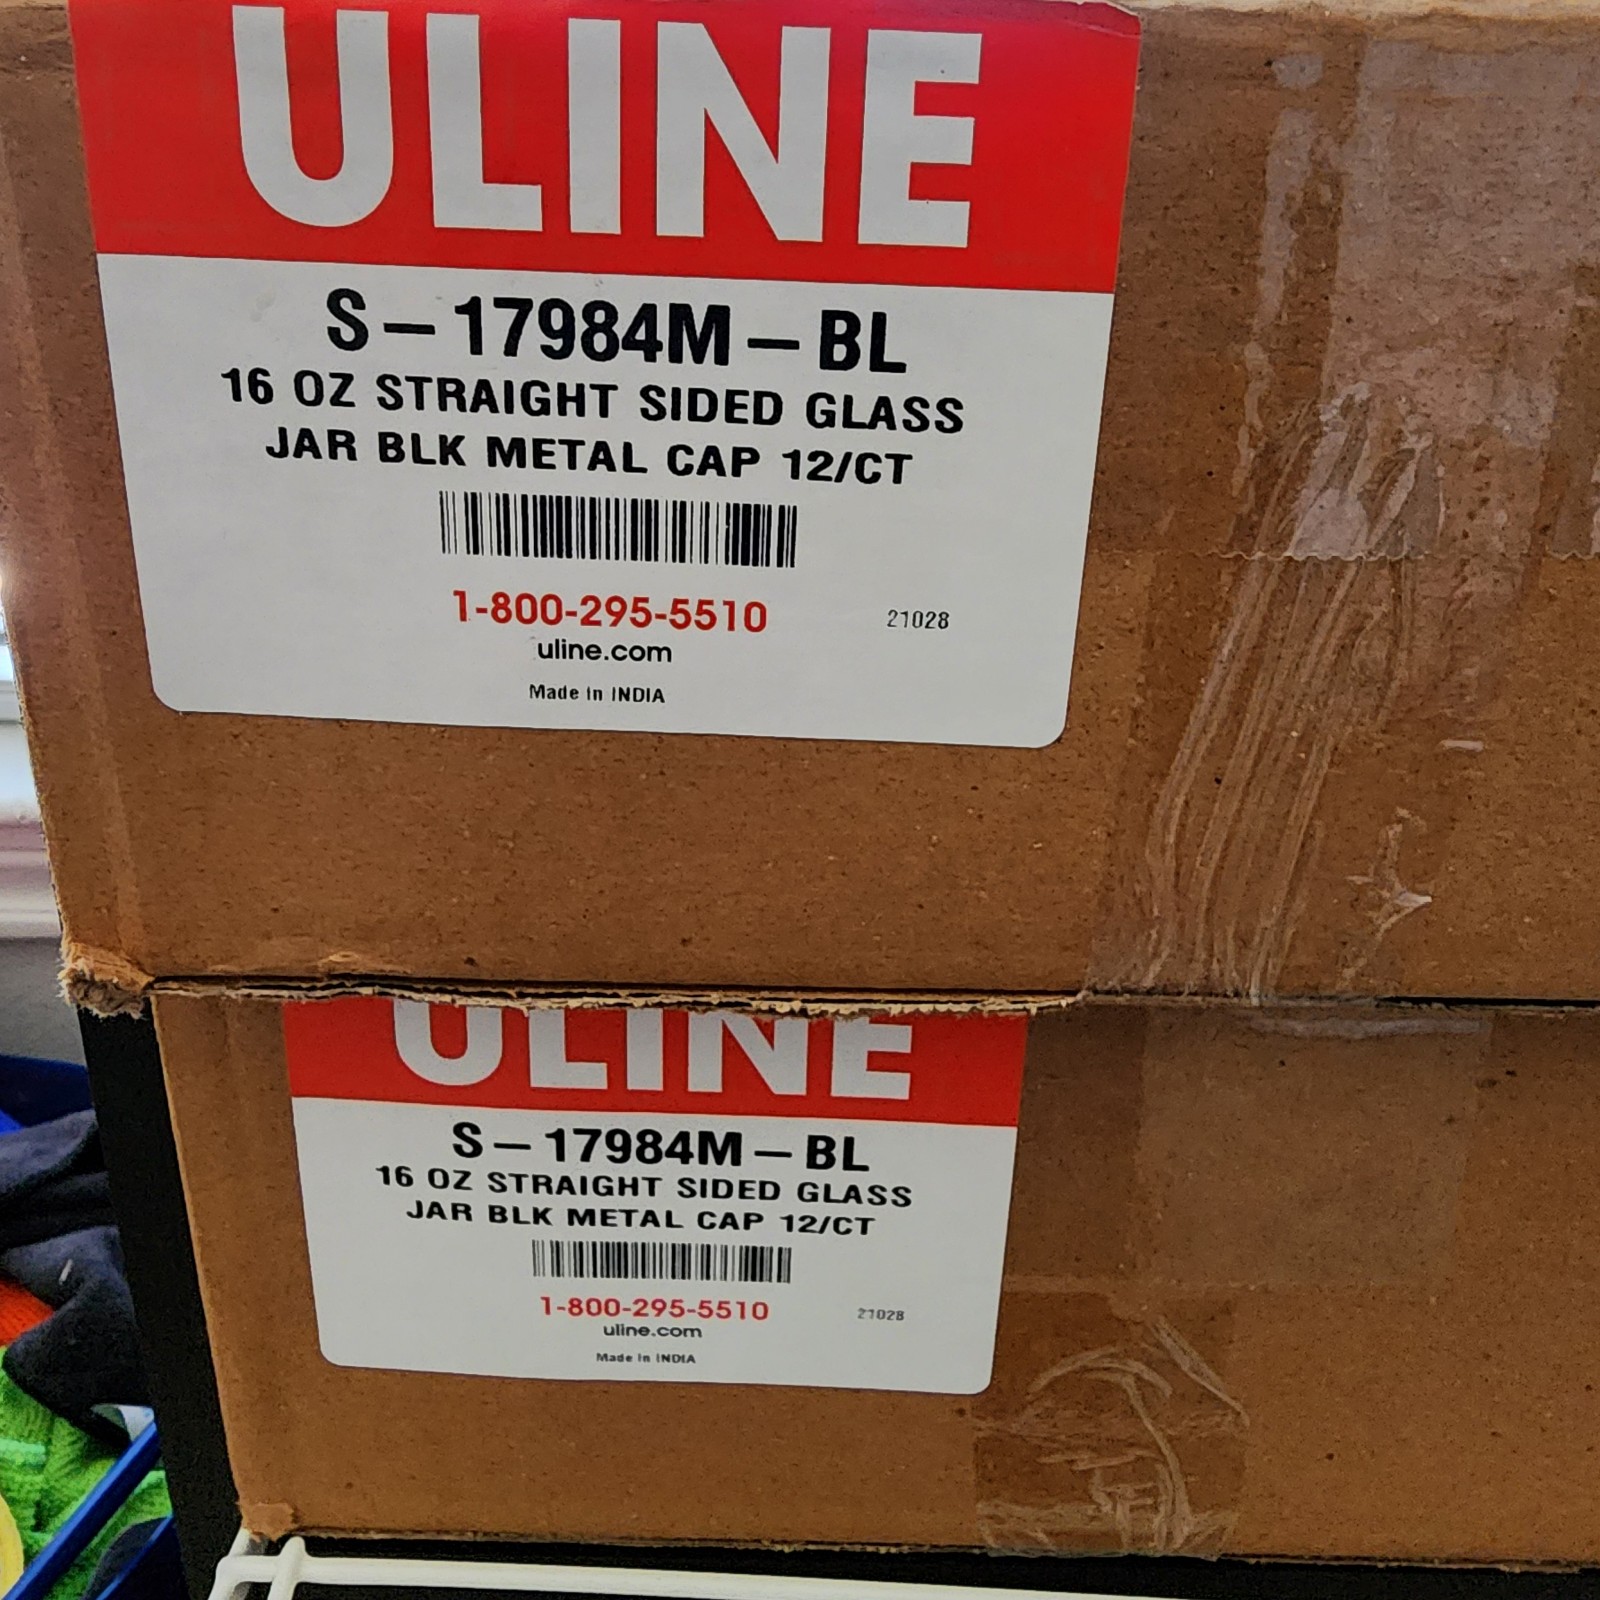 ULINE
S-17984M-BL
16 OZ STRAIGHT SIDED GLASS
JAR BLK METAL CAP 12/CT
1-800-295-5510
21028
uline.com
Made in INDIA
ULINE
S-17984M-BL
16 OZ STRAIGHT SIDED GLASS
JAR BLK METAL CAP 12/CT
1-800-295-5510
21028
uline.com
Made in INDIA